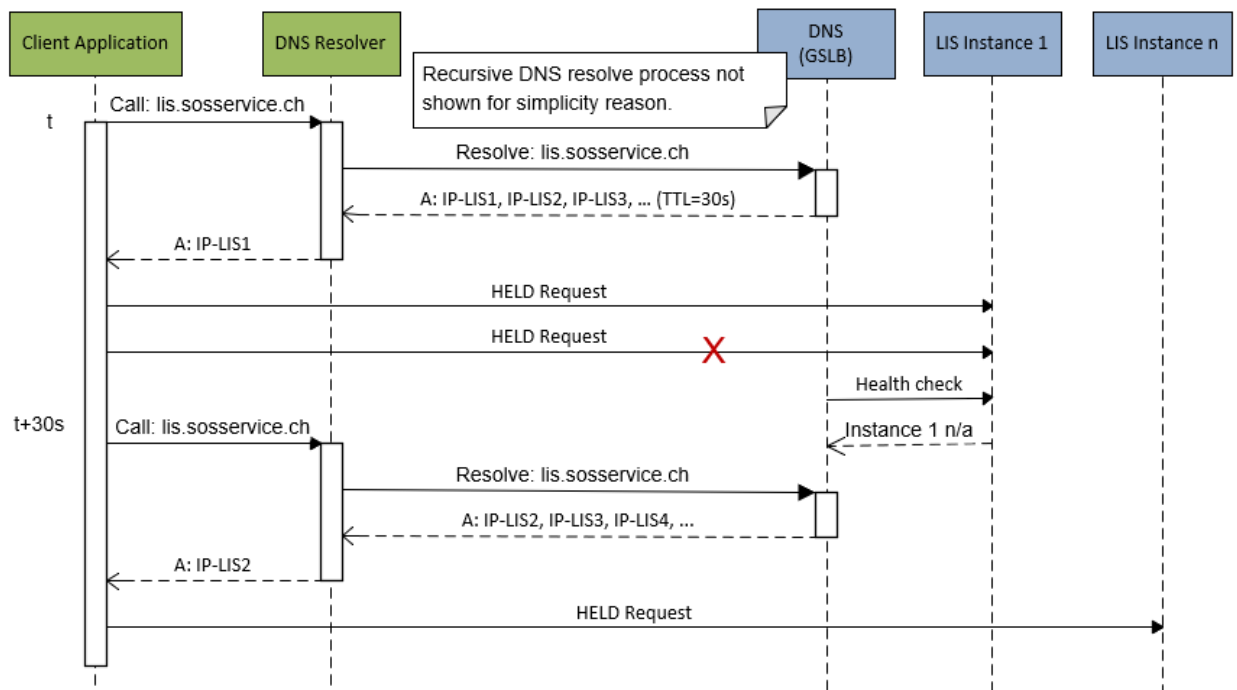 Client Application
DNS Resolver
DNS
(GSLB)
LIS Instance 1
LIS Instance n
Recursive DNS resolve process not
shown for simplicity reason.
Call: lis.sosservice.ch
t
Resolve: lis.sosservice.ch
A: IP-LIS1, IP-LIS2, IP-LIS3, ... (TTL=30s)
A: IP-LIS1
HELD Request
HELD Request
X
Health check
t+30s
Call: lis.sosservice.ch
Instance 1 n/a
Resolve: lis.sosservice.ch
A: IP-LIS2, IP-LIS3, IP-LIS4, ...
A: IP-LIS2
HELD Request